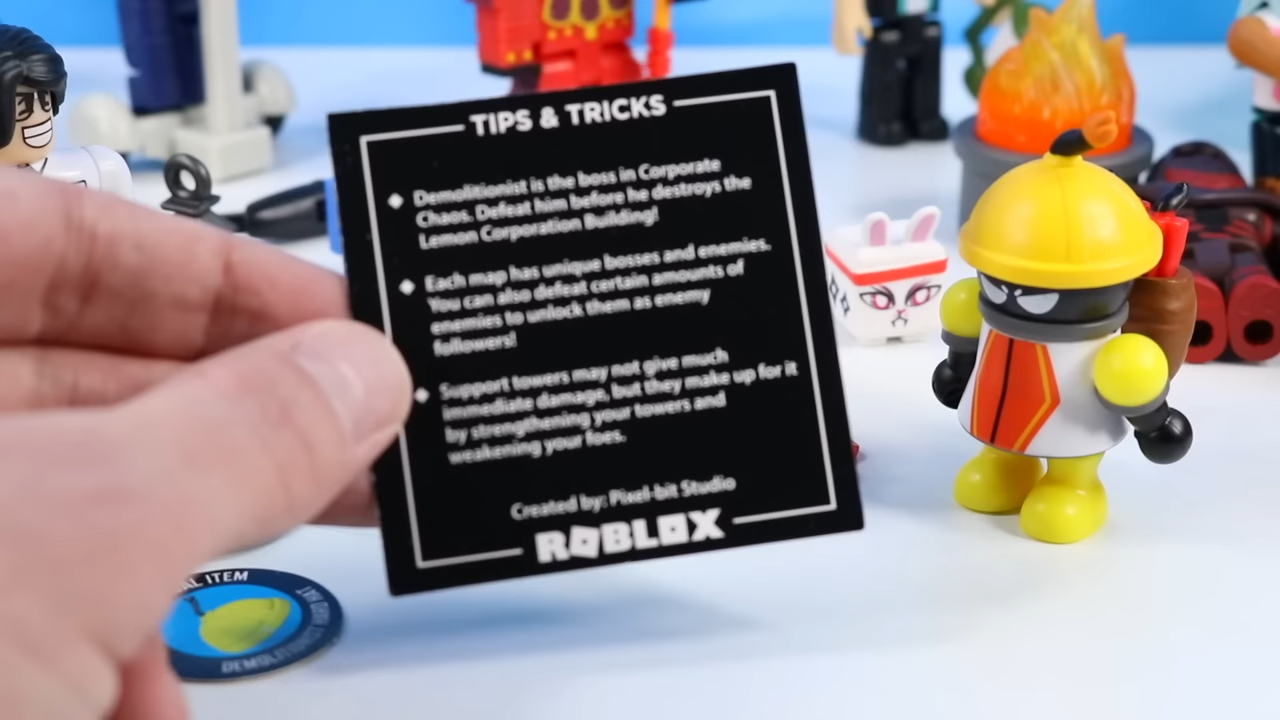 TIPS & TRICKS
Demolitionist is the boss in Corporate
Chaos. Defeat him before he destroys the
Lemon Corporation Building!
Each map has unique bosses and enemies.
You can also defeat certain amounts of
enemies to unlock them as enemy
followers!
Support towers may not give much
immediate damage, but they make up for it
by strengthening your towers and
weakening your foes.
Created by: Pixel-bit Studio
ROBLOX
AL ITEM
DEMOLITIONIST HARD HAT